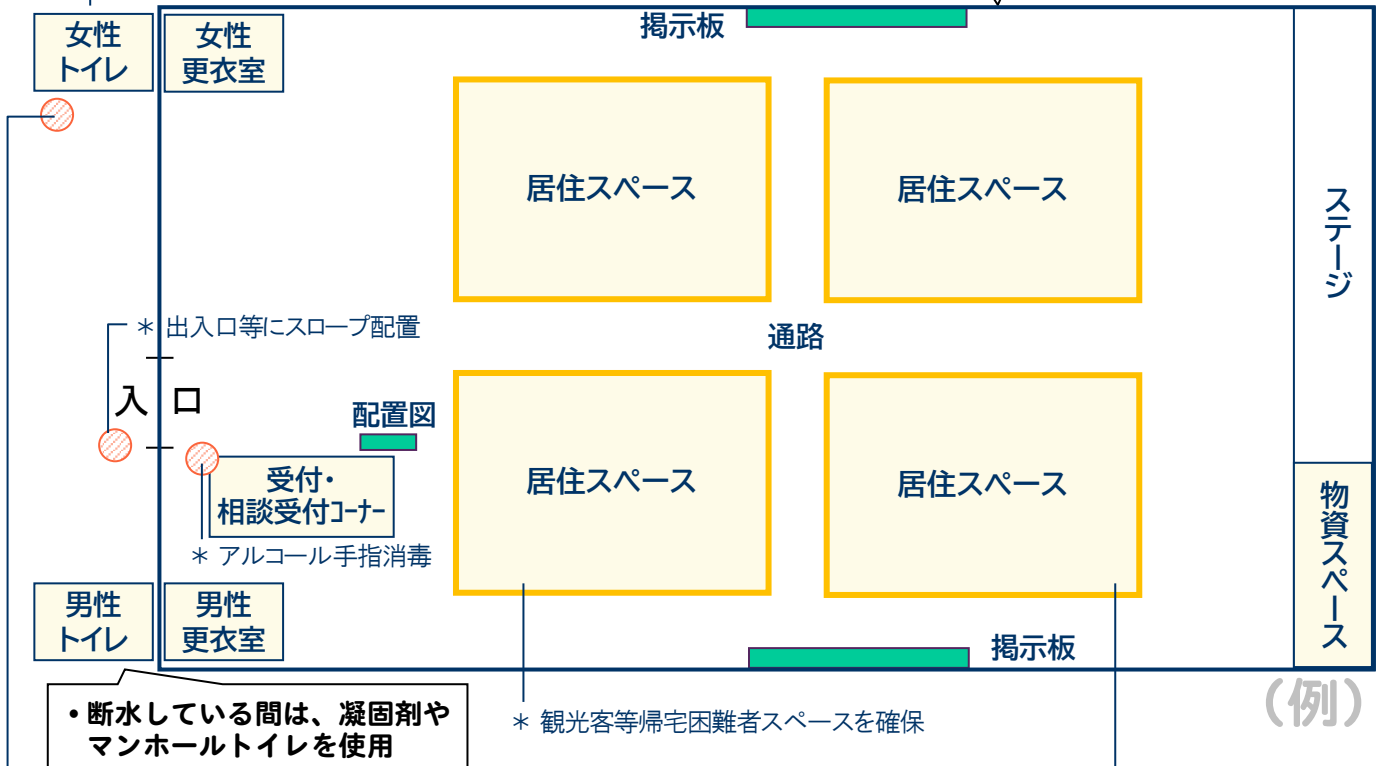 掲示板
女性
トイレ
女性
更衣室
居住スペース
居住スペース
ステージ
＊ 出入口等にスロープ配置
通路
入 口
配置図
居住スペース
居住スペース
受付・
相談受付ｺｰﾅｰ
物資スペース
＊ アルコール手指消毒
男性
トイレ
男性
更衣室
掲示板
・断水している間は、凝固剤や
マンホールトイレを使用
＊ 観光客等帰宅困難者スペースを確保
（例）